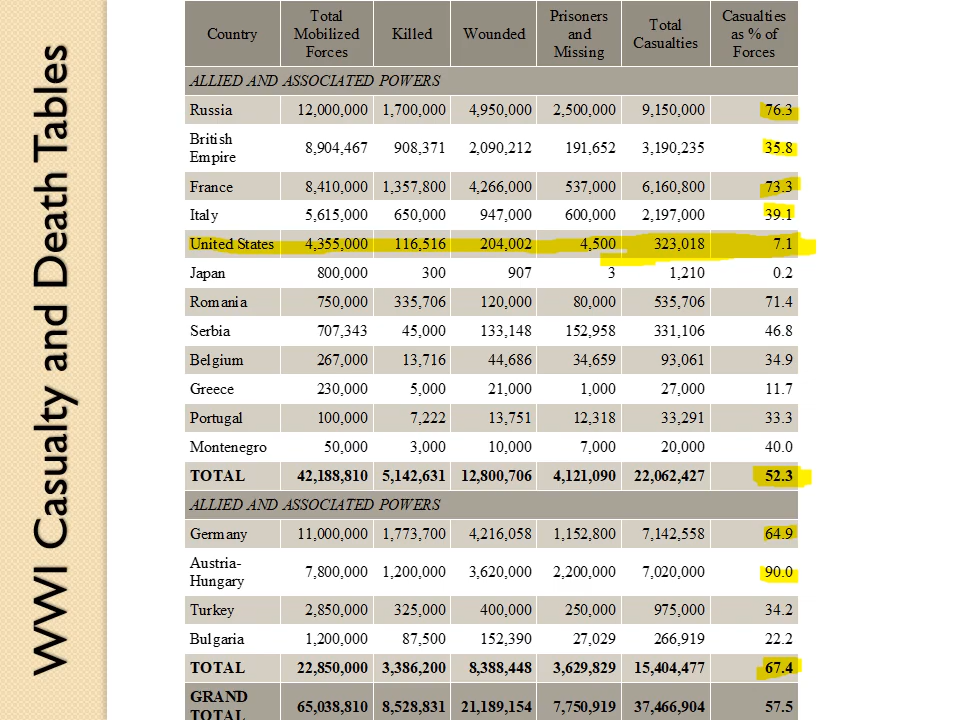 WWI Casualty and Death Tables
Country Total Mobilized Forces Killed Wounded Prisoners and Missing Total Casualties Casualties as % of Forces
ALLIED AND ASSOCIATED POWERS
Russia 12,000,000 1,700,000 4,950,000 2,500,000 9,150,000 76.3
British Empire 8,904,467 908,371 2,090,212 191,652 3,190,235 35.8
France 8,410,000 1,357,800 4,266,000 537,000 6,160,800 73.3
Italy 5,615,000 650,000 947,000 600,000 2,197,000 39.1
United States 4,355,000 116,516 204,002 4,500 323,018 7.1
Japan 800,000 300 907 3 1,210 0.2
Romania 750,000 335,706 120,000 80,000 535,706 71.4
Serbia 707,343 45,000 133,148 152,958 331,106 46.8
Belgium 267,000 13,716 44,686 34,659 93,061 34.9
Greece 230,000 5,000 21,000 1,000 27,000 11.7
Portugal 100,000 7,222 13,751 12,318 33,291 33.3
Montenegro 50,000 3,000 10,000 7,000 20,000 40.0
TOTAL 42,188,810 5,142,631 12,800,706 4,121,090 22,062,427 52.3
ALLIED AND ASSOCIATED POWERS
Germany 11,000,000 1,773,700 4,216,058 1,152,800 7,142,558 64.9
Austria-Hungary 7,800,000 1,200,000 3,620,000 2,200,000 7,020,000 90.0
Turkey 2,850,000 325,000 400,000 250,000 975,000 34.2
Bulgaria 1,200,000 87,500 152,390 27,029 266,919 22.2
TOTAL 22,850,000 3,386,200 8,388,448 3,629,829 15,404,477 67.4
GRAND TOTAL 65,038,810 8,528,831 21,189,154 7,750,919 37,466,904 57.5